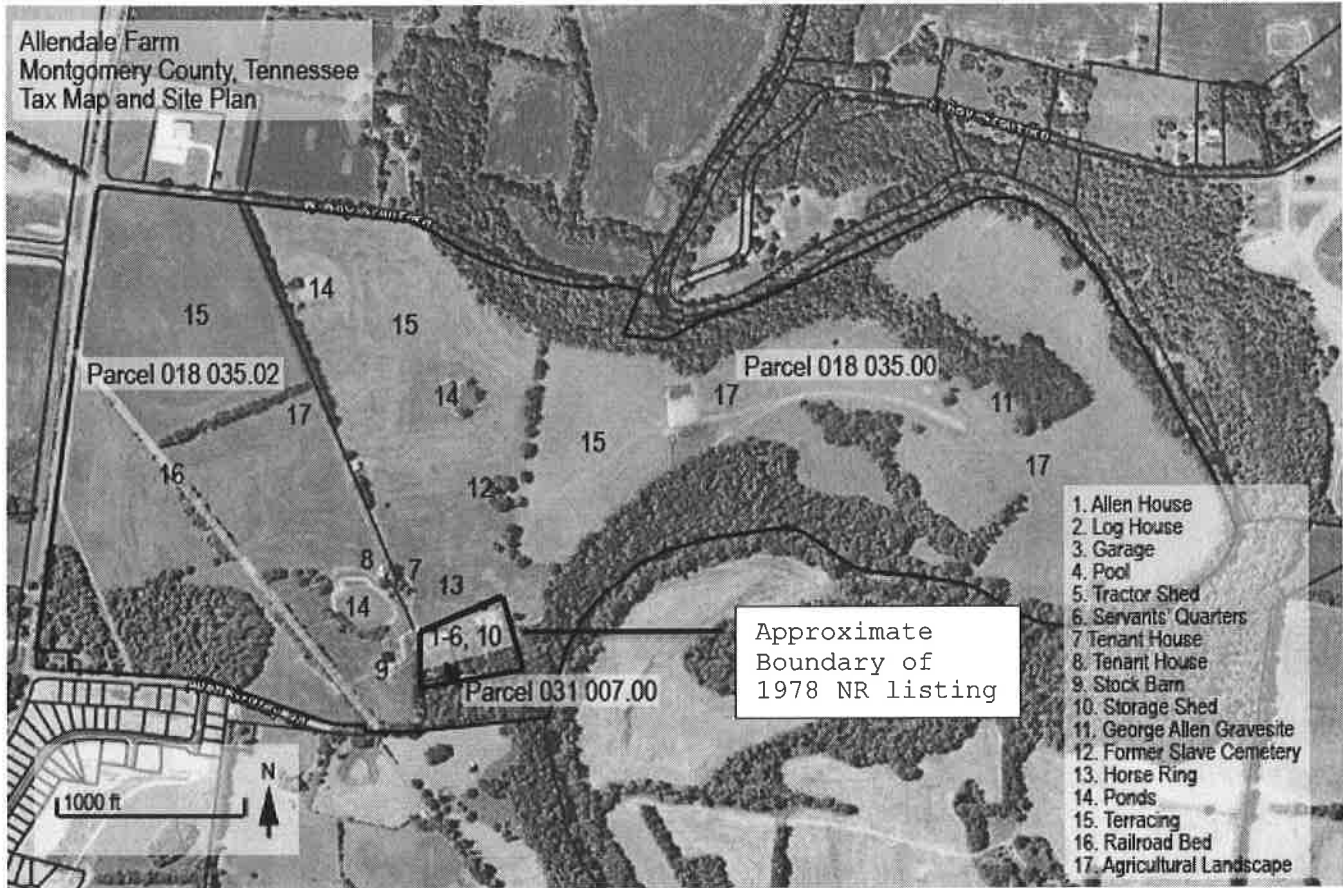 Allendale Farm
Montgomery County, Tennessee
Tax Map and Site Plan
14
15
15
Parcel 018 035.02
17
14
Parcel 018 035.00
17
11
15
16
12
17
8
7
13
14
1-6, 10
9
Parcel 031 007.00
Approximate
Boundary of
1978 NR listing
1. Allen House
2. Log House
3. Garage
4. Pool
5. Tractor Shed
6. Servants' Quarters
7 Tenant House
8. Tenant House
9. Stock Barn
10. Storage Shed
11. George Allen Gravesite
12. Former Slave Cemetery
13. Horse Ring
14. Ponds
15. Terracing
16. Railroad Bed
17. Agricultural Landscape
N
1000 ft